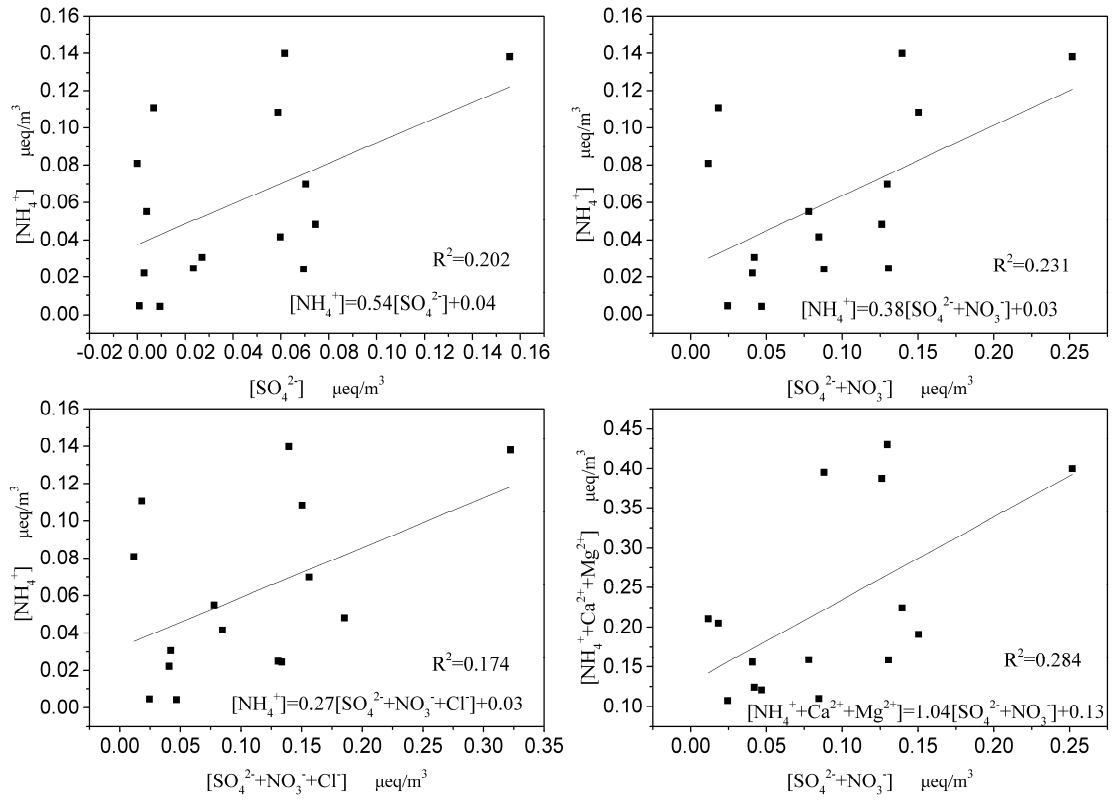 0.16
0.14
0.12
0.10
0.08
0.06
0.04
0.02
0.00
[NH₄⁺] μeq/m³
R²=0.202
[NH₄⁺]=0.54[SO₄²⁻]+0.04
-0.02 0.00 0.02 0.04 0.06 0.08 0.10 0.12 0.14 0.16
[SO₄²⁻] μeq/m³
0.16
0.14
0.12
0.10
0.08
0.06
0.04
0.02
0.00
[NH₄⁺] μeq/m³
R²=0.231
[NH₄⁺]=0.38[SO₄²⁻+NO₃⁻]+0.03
0.00 0.05 0.10 0.15 0.20 0.25
[SO₄²⁻+NO₃⁻] μeq/m³
0.16
0.14
0.12
0.10
0.08
0.06
0.04
0.02
0.00
[NH₄⁺] μeq/m³
R²=0.174
[NH₄⁺]=0.27[SO₄²⁻+NO₃⁻+Cl⁻]+0.03
0.00 0.05 0.10 0.15 0.20 0.25 0.30 0.35
[SO₄²⁻+NO₃⁻+Cl⁻] μeq/m³
0.45
0.40
0.35
0.30
0.25
0.20
0.15
0.10
[NH₄⁺+Ca²⁺+Mg²⁺] μeq/m³
R²=0.284
[NH₄⁺+Ca²⁺+Mg²⁺]=1.04[SO₄²⁻+NO₃⁻]+0.13
0.00 0.05 0.10 0.15 0.20 0.25
[SO₄²⁻+NO₃⁻] μeq/m³